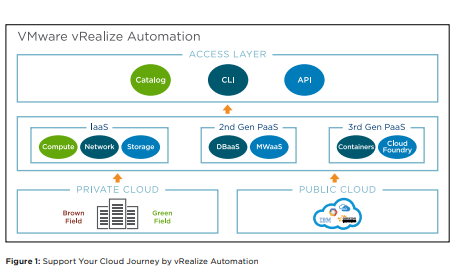 VMware vRealize Automation
ACCESS LAYER
Catalog
CLI
API
IaaS
Compute
Network
Storage
2nd Gen PaaS
DBaaS
MWaaS
3rd Gen PaaS
Containers
Cloud
Foundry
PRIVATE CLOUD
Brown
Field
Green
Field
PUBLIC CLOUD
Figure 1: Support Your Cloud Journey by vRealize Automation